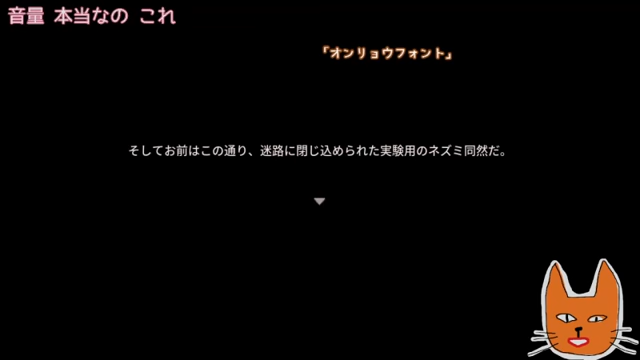 音量 本当なの これ
「オンリョウフォント」
そしてお前はこの通り、迷路に閉じ込められた実験用のネズミ同然だ。